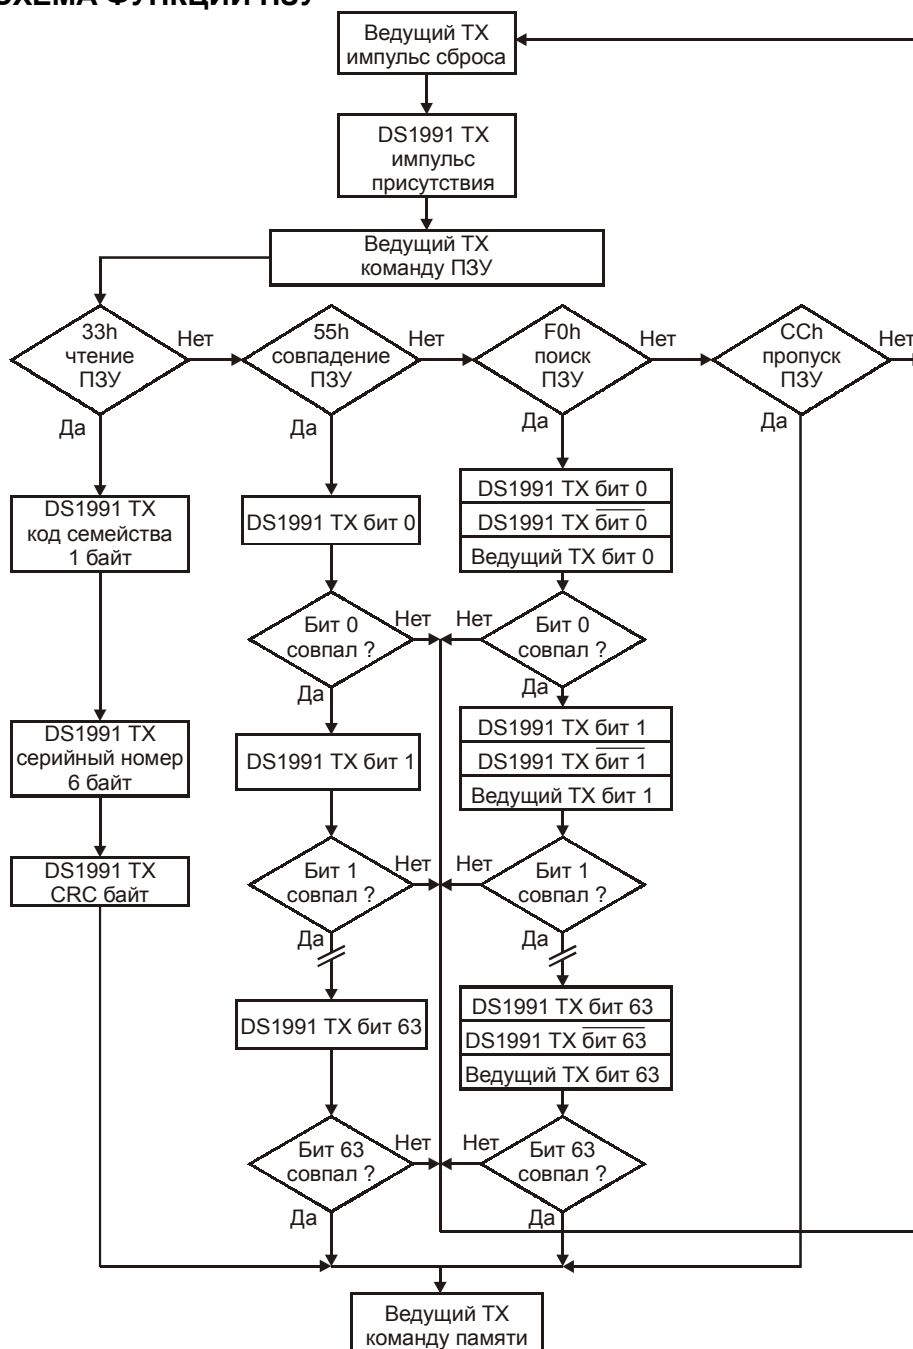 СХЕМА ФУНКЦИЙ ПЗУ
Ведущий TX
импульс сброса
DS1991 TX
импульс
присутствия
Ведущий TX
команду ПЗУ
33h
чтение
ПЗУ
Нет
55h
совпадение
ПЗУ
Нет
F0h
поиск
ПЗУ
Нет
CCh
пропуск
ПЗУ
Нет
Да
Да
Да
Да
DS1991 TX
код семейства
1 байт
DS1991 TX бит 0
DS1991 TX бит 0
DS1991 TX бит 0
Ведущий TX бит 0
Бит 0
совпал ?
Нет
Нет
Бит 0
совпал ?
Да
Да
DS1991 TX
серийный номер
6 байт
DS1991 TX бит 1
DS1991 TX бит 1
DS1991 TX бит 1
Ведущий TX бит 1
DS1991 TX
CRC байт
Бит 1
совпал ?
Нет
Нет
Бит 1
совпал ?
Да
Да
DS1991 TX бит 63
DS1991 TX бит 63
DS1991 TX бит 63
Ведущий TX бит 63
Бит 63
совпал ?
Нет
Нет
Бит 63
совпал ?
Да
Да
Ведущий TX
команду памяти